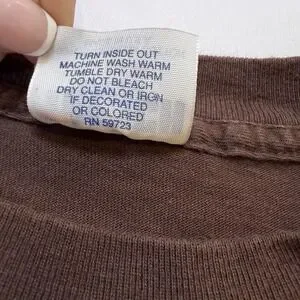 TURN INSIDE OUT
MACHINE WASH WARM
TUMBLE DRY WARM
DO NOT BLEACH
DRY CLEAN OR IRON
IF DECORATED
OR COLORED
RN 59723